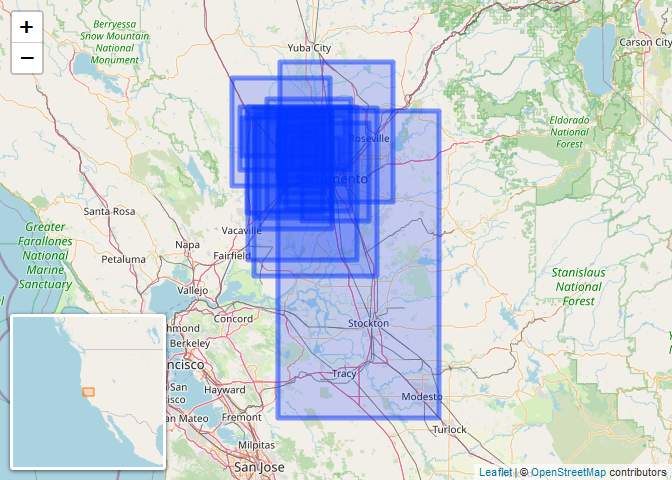 +
−
Berryessa
Snow Mountain
National
Monument
Yuba City
Carson City
Eldorado
National
Forest
Roseville
Sacramento
Santa Rosa
Greater
Farallones
National
Marine
Sanctuary
Napa
Vacaville
Petaluma
Fairfield
Vallejo
Stanislaus
National
Forest
Concord
Stockton
Berkeley
Tracy
Hayward
Modesto
San Mateo
Fremont
Turlock
Milpitas
San Jose
Leaflet | © OpenStreetMap contributors